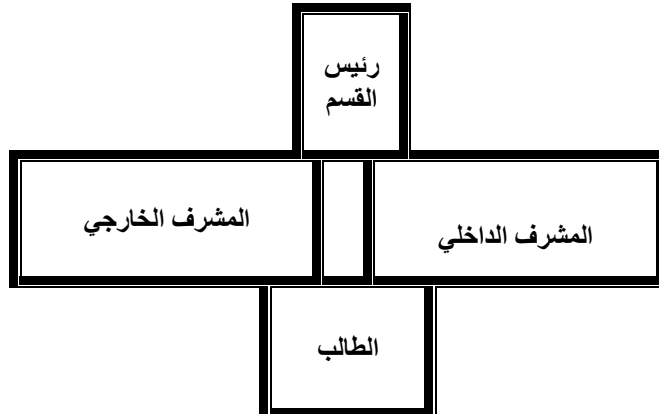 رئيس
القسم
المشرف الداخلي
المشرف الخارجي
الطالب